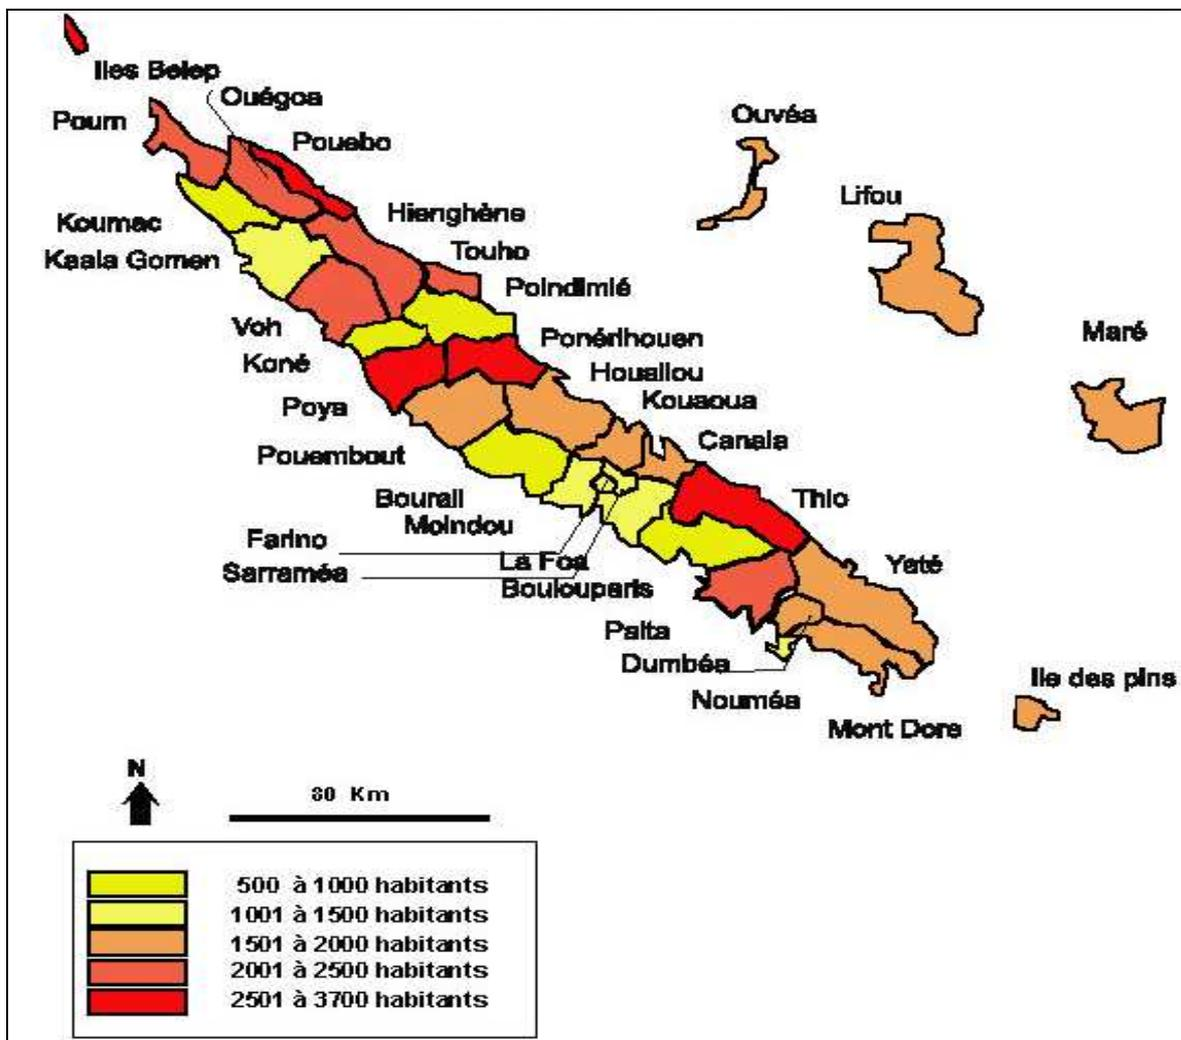 Iles Belep
Ouégoa
Poum
Pouebo
Ouvéa
Lifou
Hienghène
Koumac
Kaala Gomen
Touho
Poindimié
Maré
Voh
Ponérihouen
Koné
Houaïlou
Kouaoua
Poya
Canala
Pouembout
Bourail
Thio
Moindou
Farino
La Foa
Yaté
Sarraméa
Boulouparis
Païta
Dumbéa
Ile des pins
Nouméa
Mont Dore
N
80 Km
500 à 1000 habitants
1001 à 1500 habitants
1501 à 2000 habitants
2001 à 2500 habitants
2501 à 3700 habitants